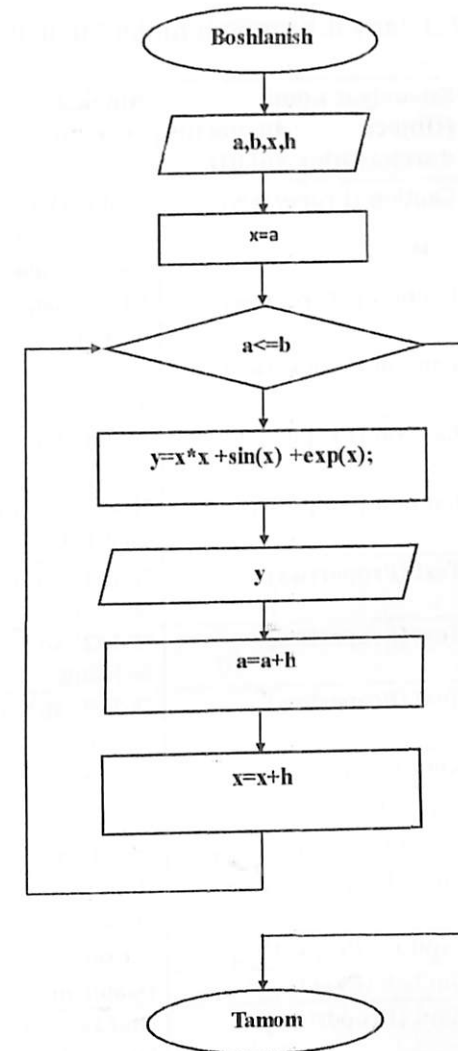 Boshlanish
a,b,x,h
x=a
a<=b
y=x*x +sin(x) +exp(x);
y
a=a+h
x=x+h
Tamom